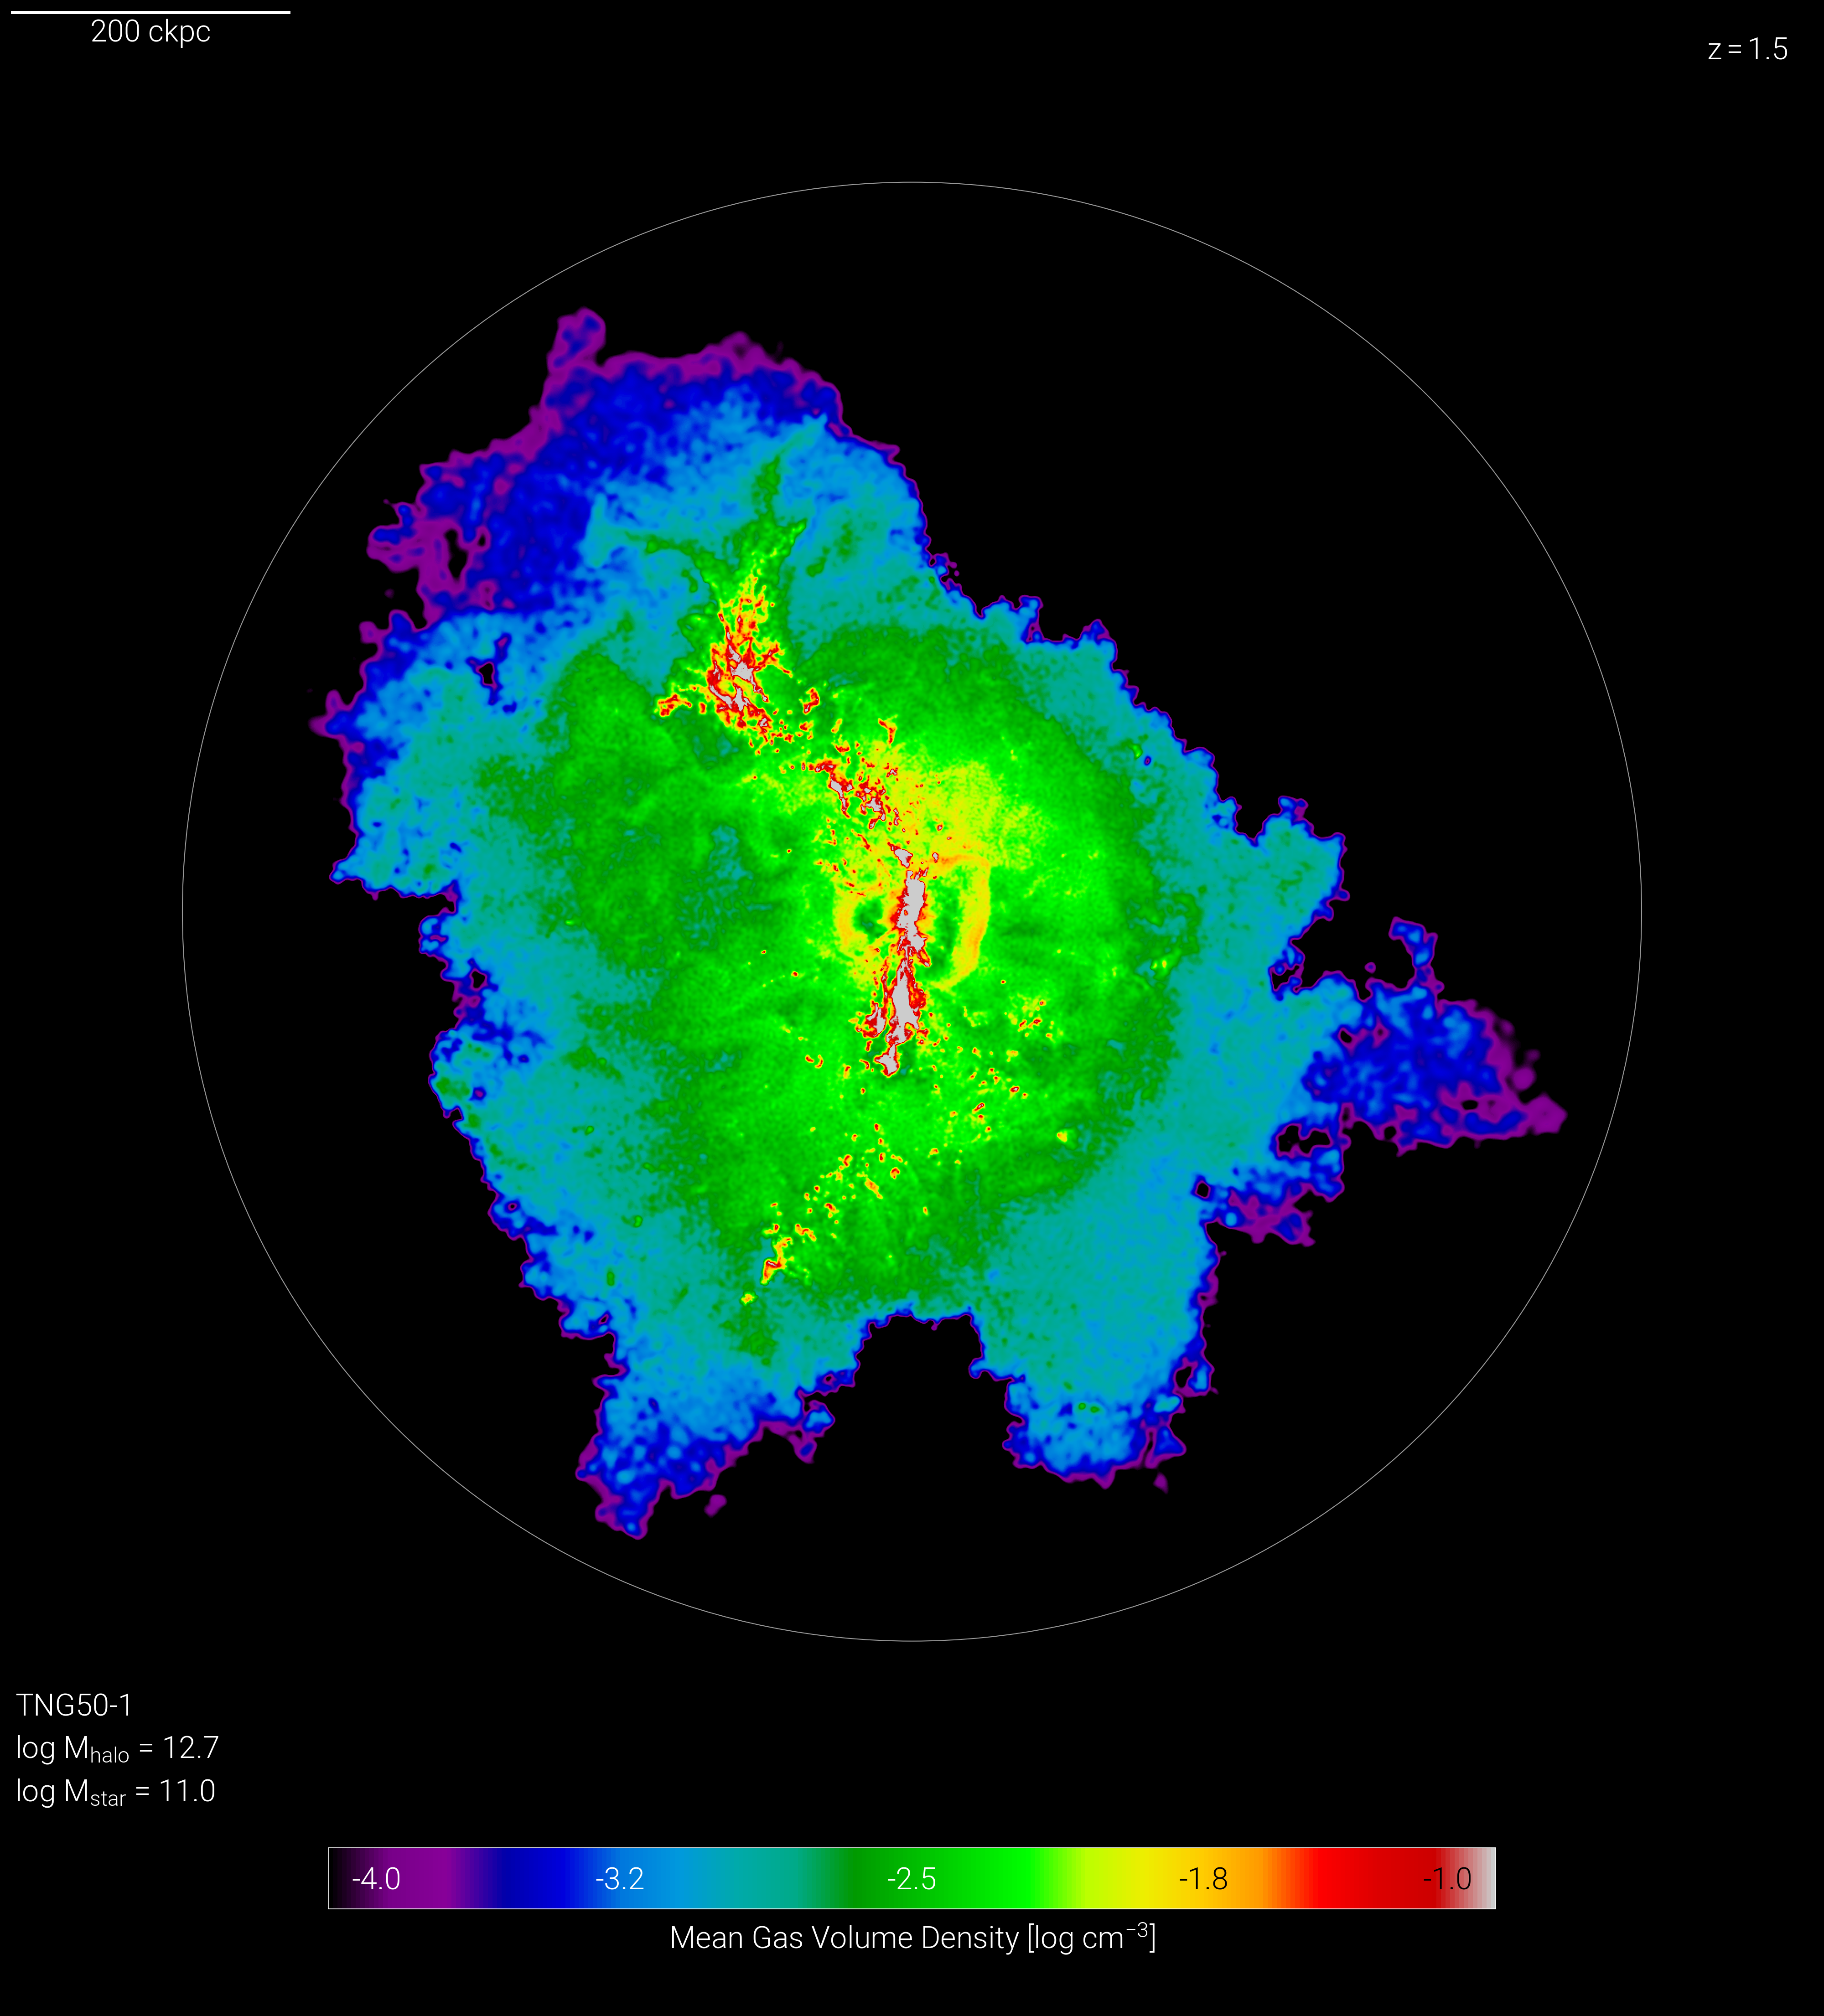 200 ckpc
z = 1.5
TNG50-1
log Mhalo = 12.7
log Mstar = 11.0
-4.0 -3.2 -2.5 -1.8 -1.0
Mean Gas Volume Density [log cm⁻³]